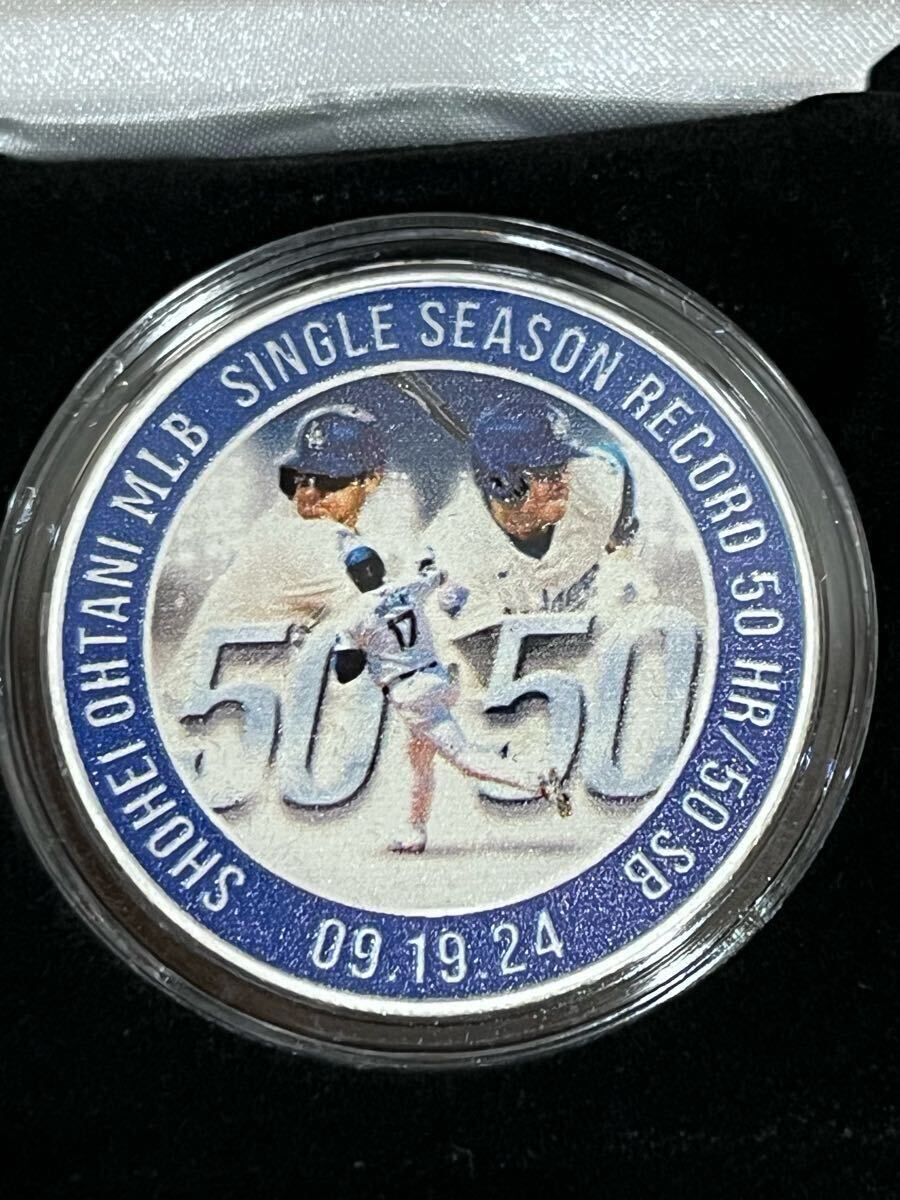 SHOHEI OHTANI MLB SINGLE SEASON RECORD 50 HR/50 SB
50 50
17
09.19.24